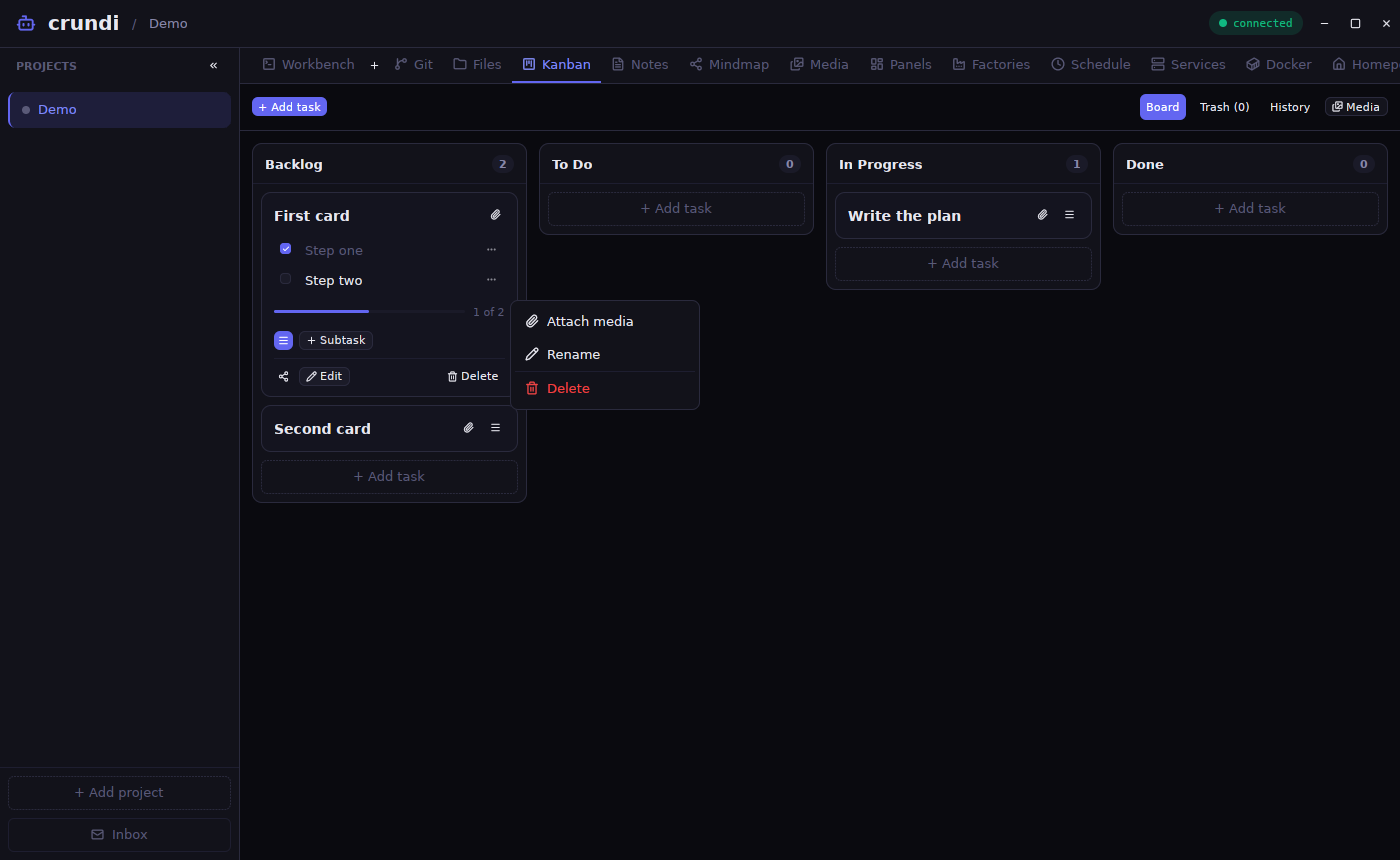 crundi / Demo
connected
PROJECTS
«
Demo
Workbench + Git Files Kanban Notes Mindmap Media Panels Factories Schedule Services Docker Homep
+ Add task
Board Trash (0) History Media
Backlog 2
First card
Step one
Step two
1 of 2
+ Subtask
Edit Delete
Second card
+ Add task
To Do 0
+ Add task
In Progress 1
Write the plan
+ Add task
Done 0
+ Add task
Attach media
Rename
Delete
+ Add project
Inbox